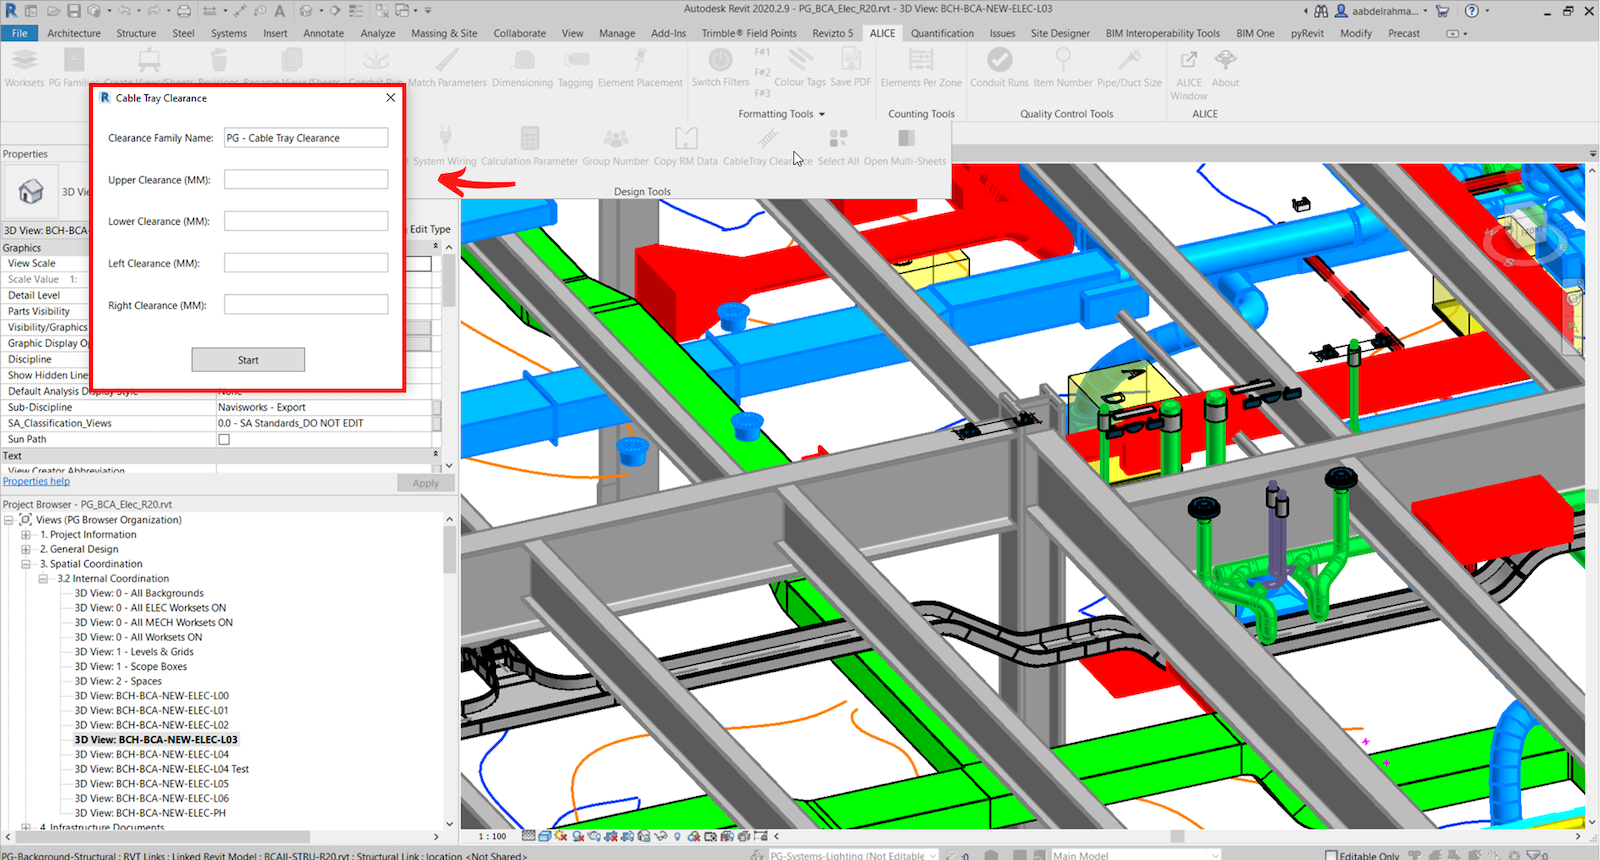 Autodesk Revit 2020.2.9 - PG_BCA_Elec_R20.rvt - 3D View: BCH-BCA-NEW-ELEC-L03
aabdelrahma...
File Architecture Structure Steel Systems Insert Annotate Analyze Massing & Site Collaborate View Manage Add-Ins Trimble® Field Points Revizto 5 ALICE Quantification Issues Site Designer BIM Interoperability Tools BIM One pyRevit Modify Precast
F#1
F#2
F#3
Worksets PG Families Create Views/Sheets Revisions Rename Views/Sheets Conduit Run Match Parameters Dimensioning Tagging Element Placement Switch Filters Colour Tags Save PDF Elements Per Zone Conduit Runs Item Number Pipe/Duct Size ALICE Window About
Formatting Tools Counting Tools Quality Control Tools ALICE
System Wiring Calculation Parameter Group Number Copy RM Data CableTray Clearance Select All Open Multi-Sheets
Design Tools
Cable Tray Clearance
Clearance Family Name: PG - Cable Tray Clearance
Upper Clearance (MM):
Lower Clearance (MM):
Left Clearance (MM):
Right Clearance (MM):
Start
Properties
3D Vie
3D View: BCH-BCA- Edit Type
Graphics
View Scale
Scale Value 1:
Detail Level
Parts Visibility
Visibility/Graphics
Graphic Display Op
Discipline
Show Hidden Line
Default Analysis Display Style None
Sub-Discipline Navisworks - Export
SA_Classification_Views 0.0 - SA Standards_DO NOT EDIT
Sun Path
Text
View Creator Abbreviation
Properties help Apply
Project Browser - PG_BCA_Elec_R20.rvt
Views (PG Browser Organization)
1. Project Information
2. General Design
3. Spatial Coordination
3.2 Internal Coordination
3D View: 0 - All Backgrounds
3D View: 0 - All ELEC Worksets ON
3D View: 0 - All MECH Worksets ON
3D View: 0 - All Worksets ON
3D View: 1 - Levels & Grids
3D View: 1 - Scope Boxes
3D View: 2 - Spaces
3D View: BCH-BCA-NEW-ELEC-L00
3D View: BCH-BCA-NEW-ELEC-L01
3D View: BCH-BCA-NEW-ELEC-L02
3D View: BCH-BCA-NEW-ELEC-L03
3D View: BCH-BCA-NEW-ELEC-L04
3D View: BCH-BCA-NEW-ELEC-L04 Test
3D View: BCH-BCA-NEW-ELEC-L05
3D View: BCH-BCA-NEW-ELEC-L06
3D View: BCH-BCA-NEW-ELEC-PH
4. Infrastructure Documents
FRONT
S
1 : 100
PG-Background-Structural : RVT Links : Linked Revit Model : BCAII-STRU-R20.rvt : Structural Link : location <Not Shared> PG-Systems-Lighting (Not Editable :0 Main Model Editable Only :0